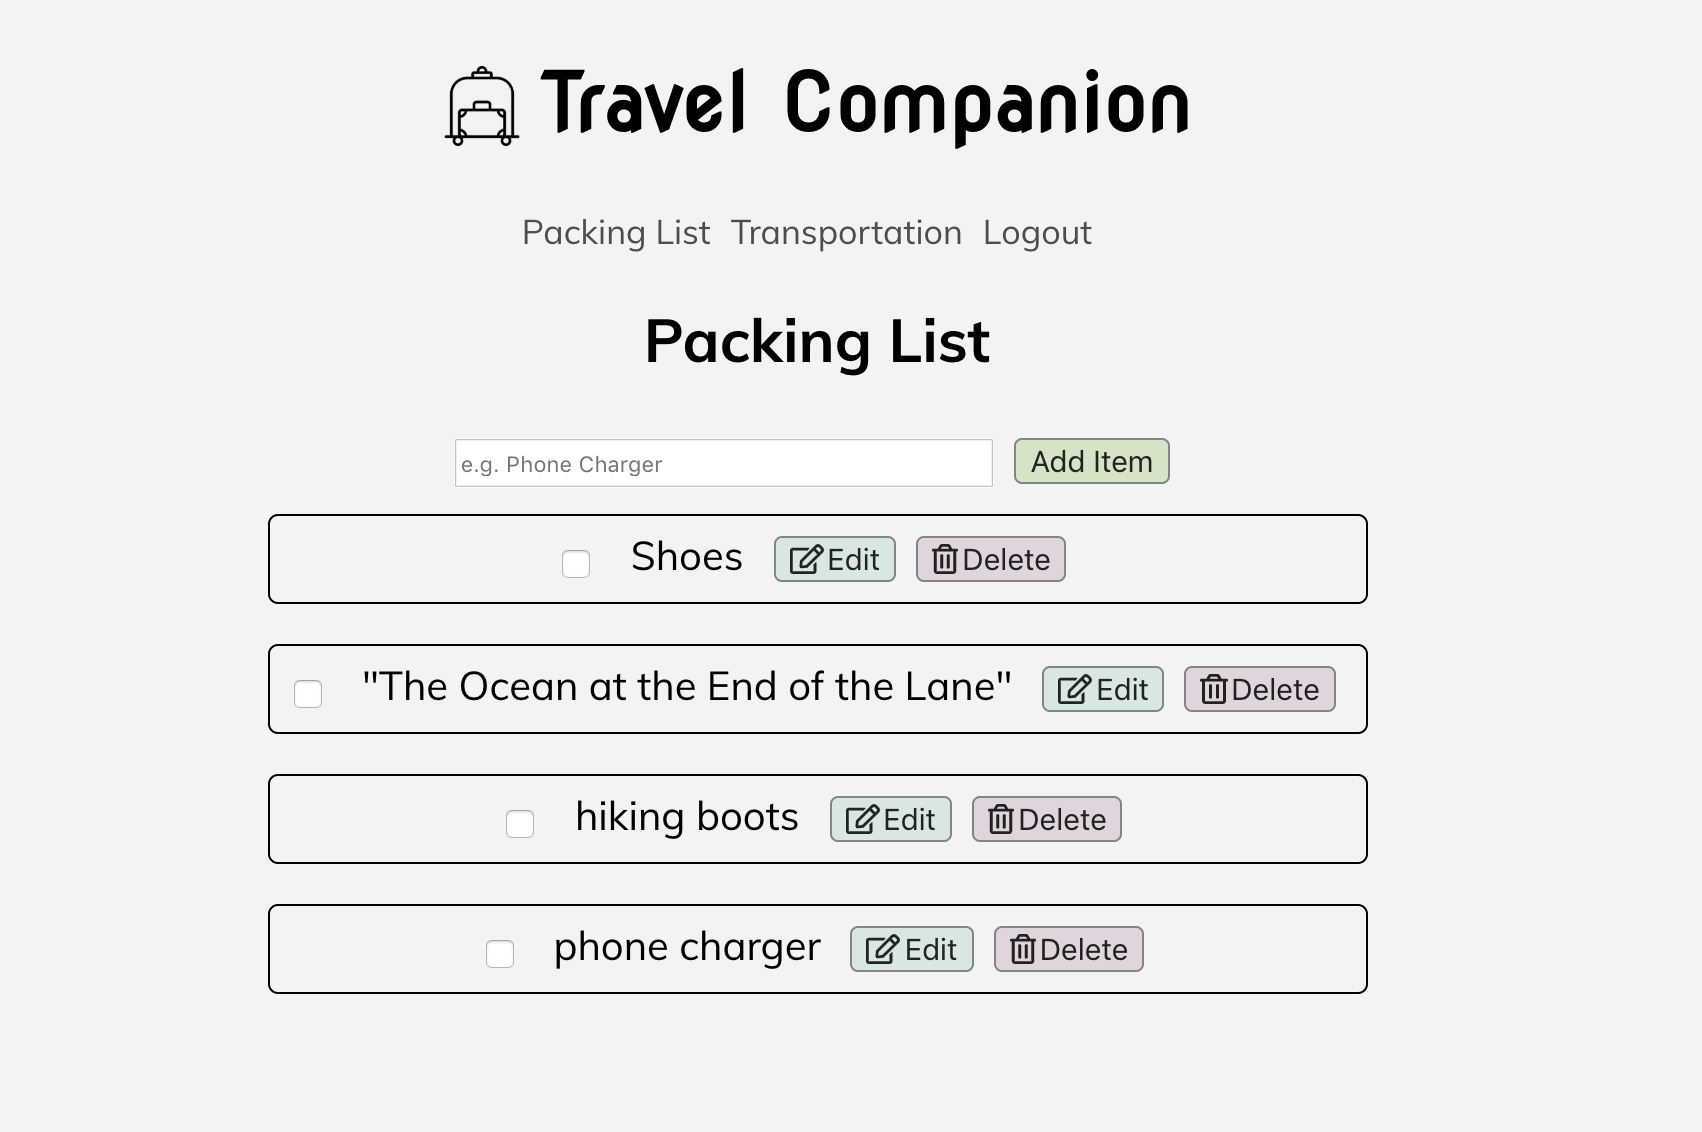 Travel Companion
Packing List Transportation Logout
Packing List
e.g. Phone Charger Add Item
Shoes Edit Delete
"The Ocean at the End of the Lane" Edit Delete
hiking boots Edit Delete
phone charger Edit Delete